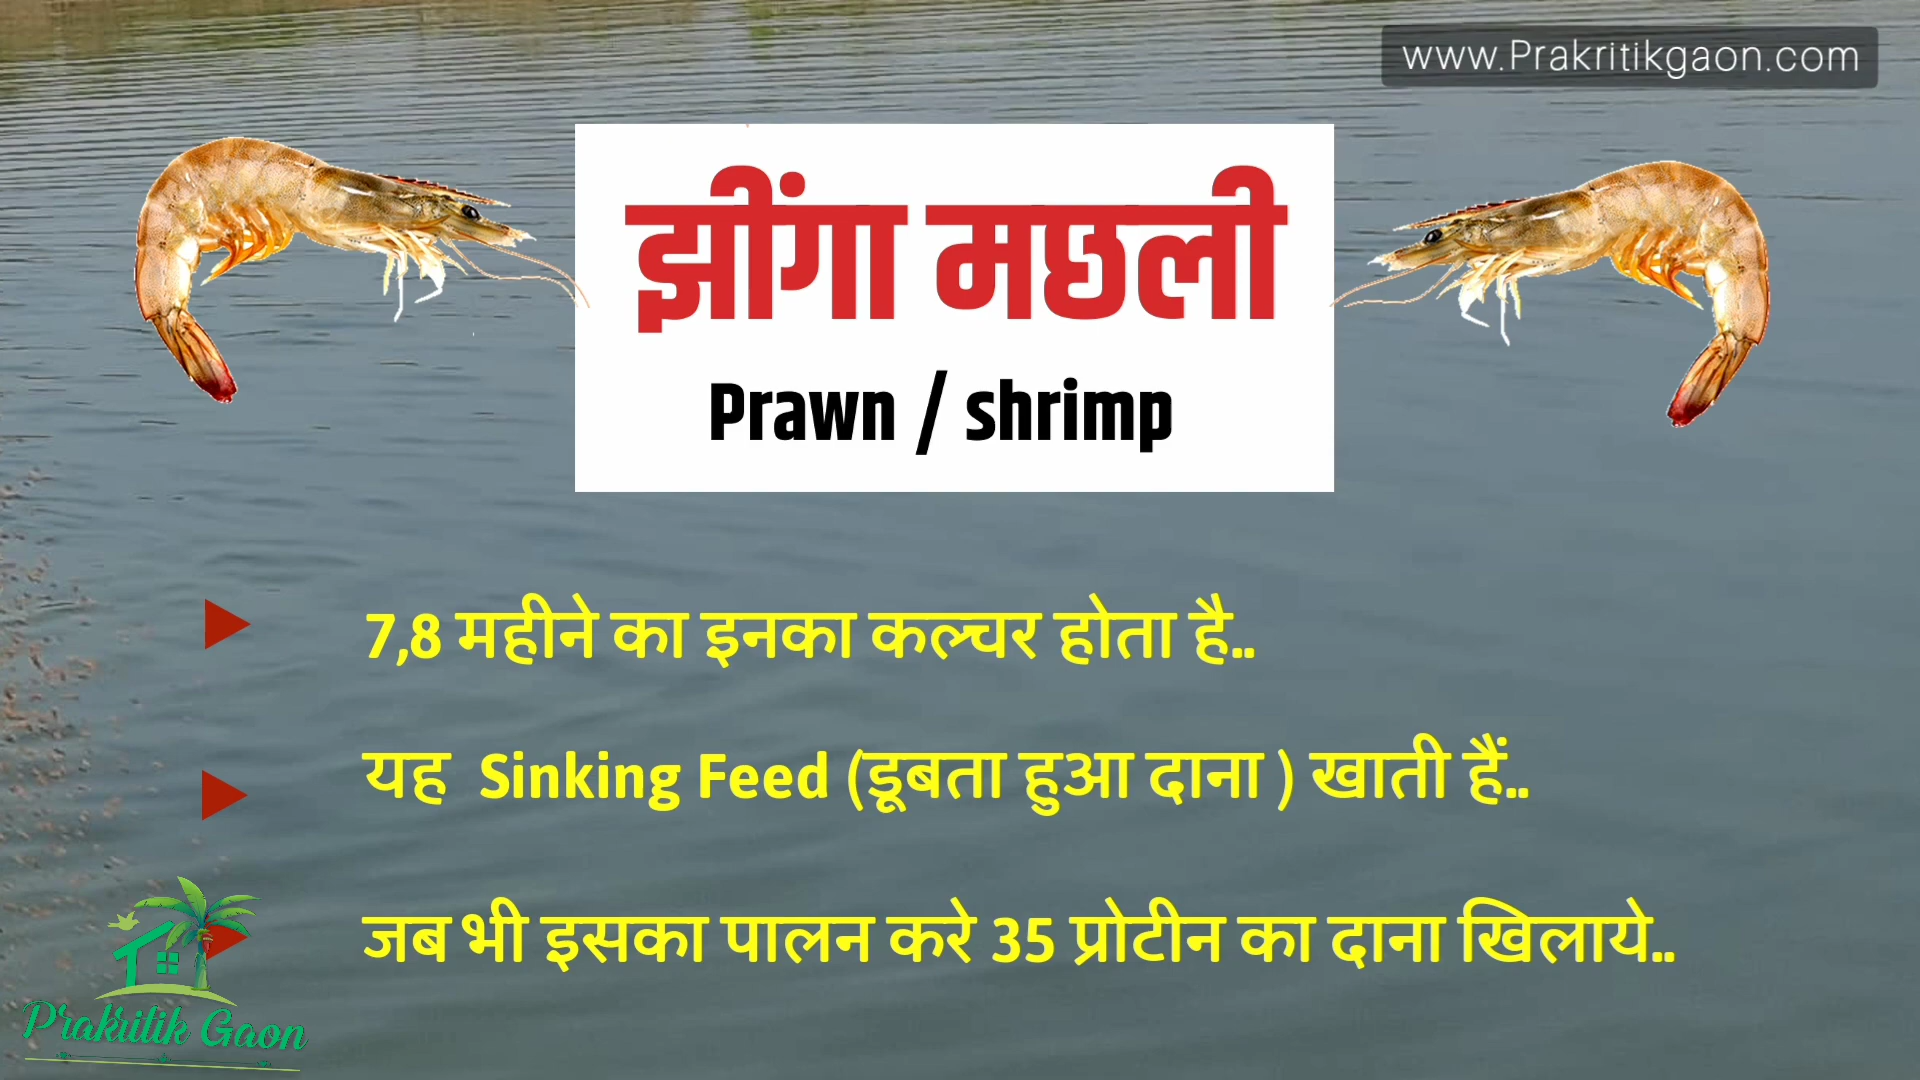 www.Prakritikgaon.com
झींगा मछली
Prawn / shrimp
7,8 महीने का इनका कल्चर होता है..
यह Sinking Feed (डूबता हुआ दाना ) खाती हैं..
जब भी इसका पालन करे 35 प्रोटीन का दाना खिलाये..
Prakritik Gaon